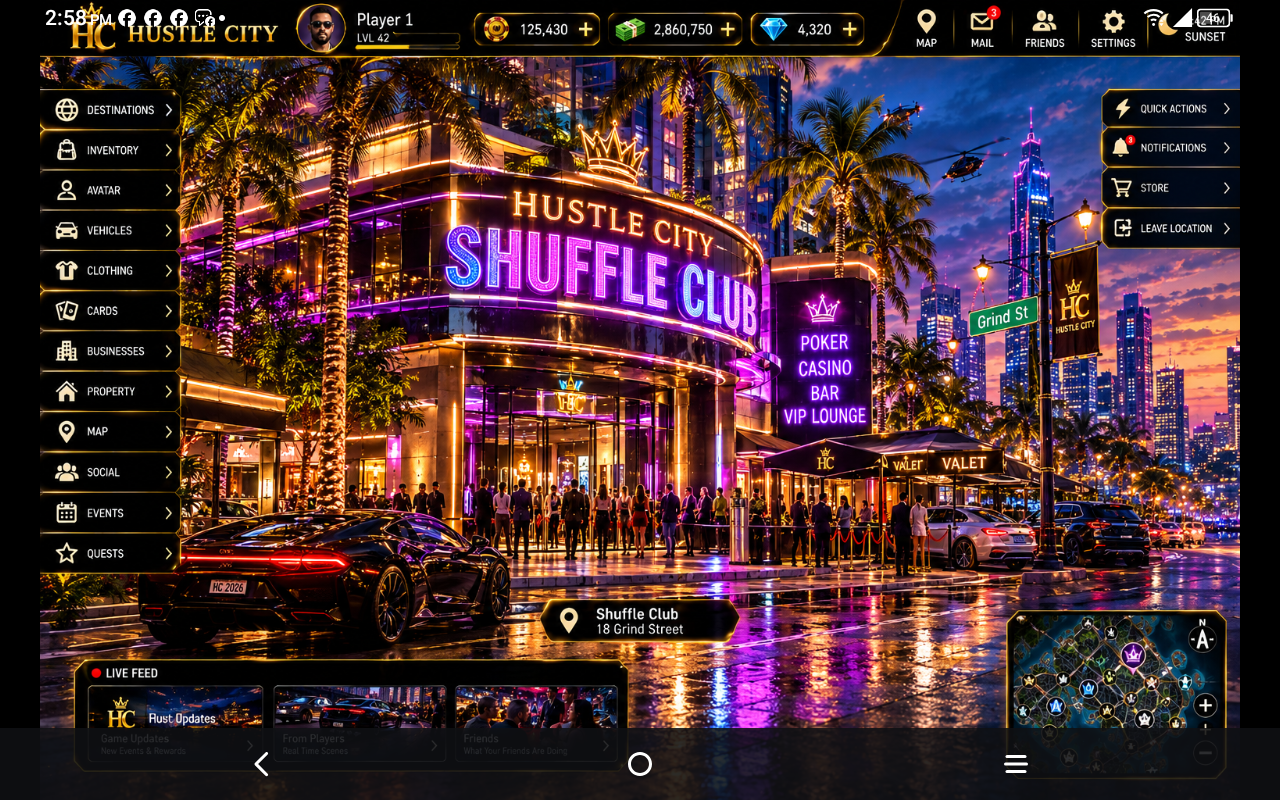 2:58 PM
46
HC HUSTLE CITY
Player 1
LVL 42
125,430
2,860,750
4,320
MAP
3
MAIL
FRIENDS
SETTINGS
SUNSET
DESTINATIONS
INVENTORY
AVATAR
VEHICLES
CLOTHING
CARDS
BUSINESSES
PROPERTY
MAP
SOCIAL
EVENTS
QUESTS
QUICK ACTIONS
3
NOTIFICATIONS
STORE
LEAVE LOCATION
HUSTLE CITY
SHUFFLE CLUB
HC
POKER
CASINO
BAR
VIP LOUNGE
Grind St
HC
HUSTLE CITY
HC
VALET
VALET
HC 2026
Shuffle Club
18 Grind Street
N
LIVE FEED
HC
Game Updates
New Events & Rewards
From Players
Real Time Scenes
Friends
What Your Friends Are Doing